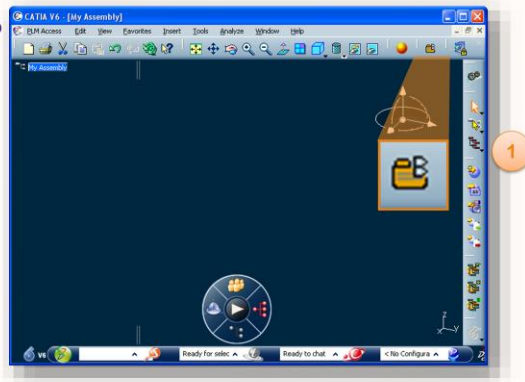 CATIA V6 - [My Assembly]
PLM Access Edit View Favorites Insert Tools Analyze Window Help
My Assembly
1
z
y
V6
Ready for selec
Ready to chat
< No Configura